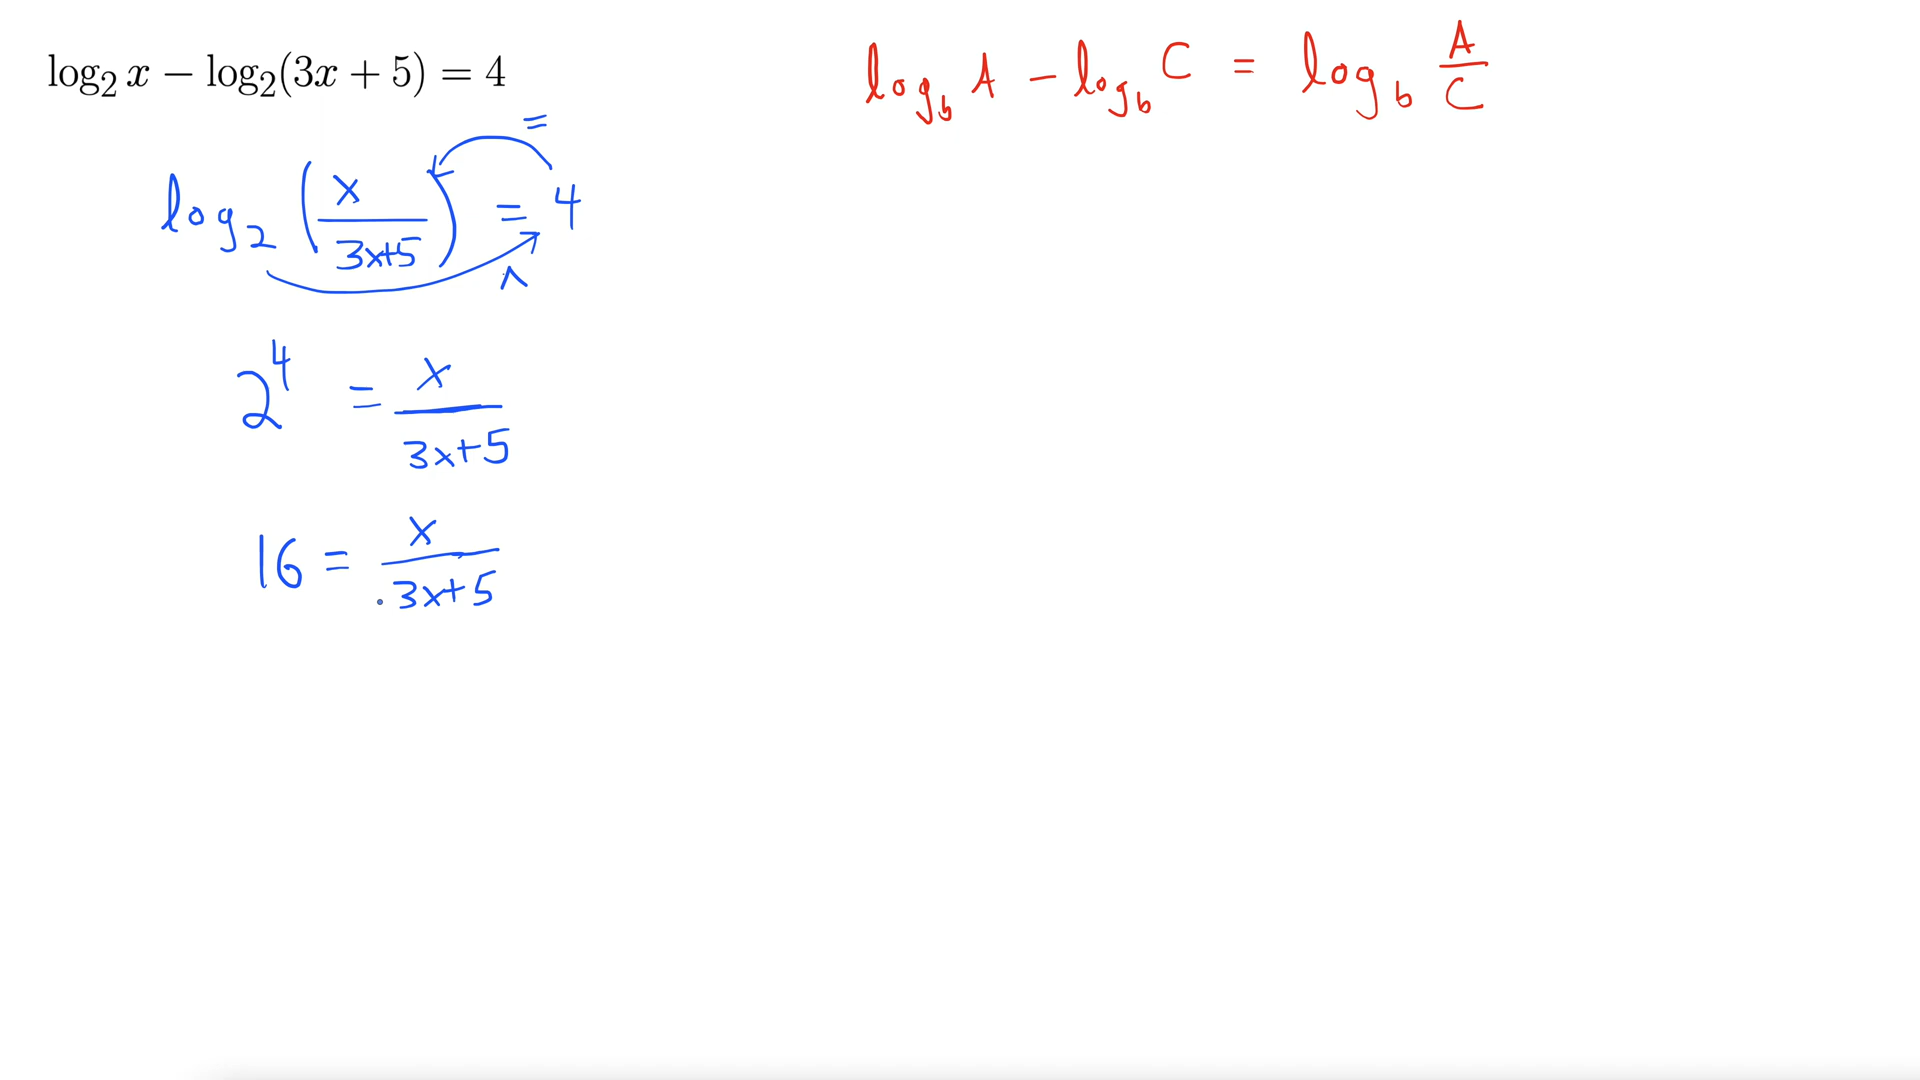 log₂ x − log₂(3x + 5) = 4
log_b A − log_b C = log_b A/C
=
log₂ (x/(3x+5)) = 4
^
2⁴ = x/(3x+5)
16 = x/(3x+5)